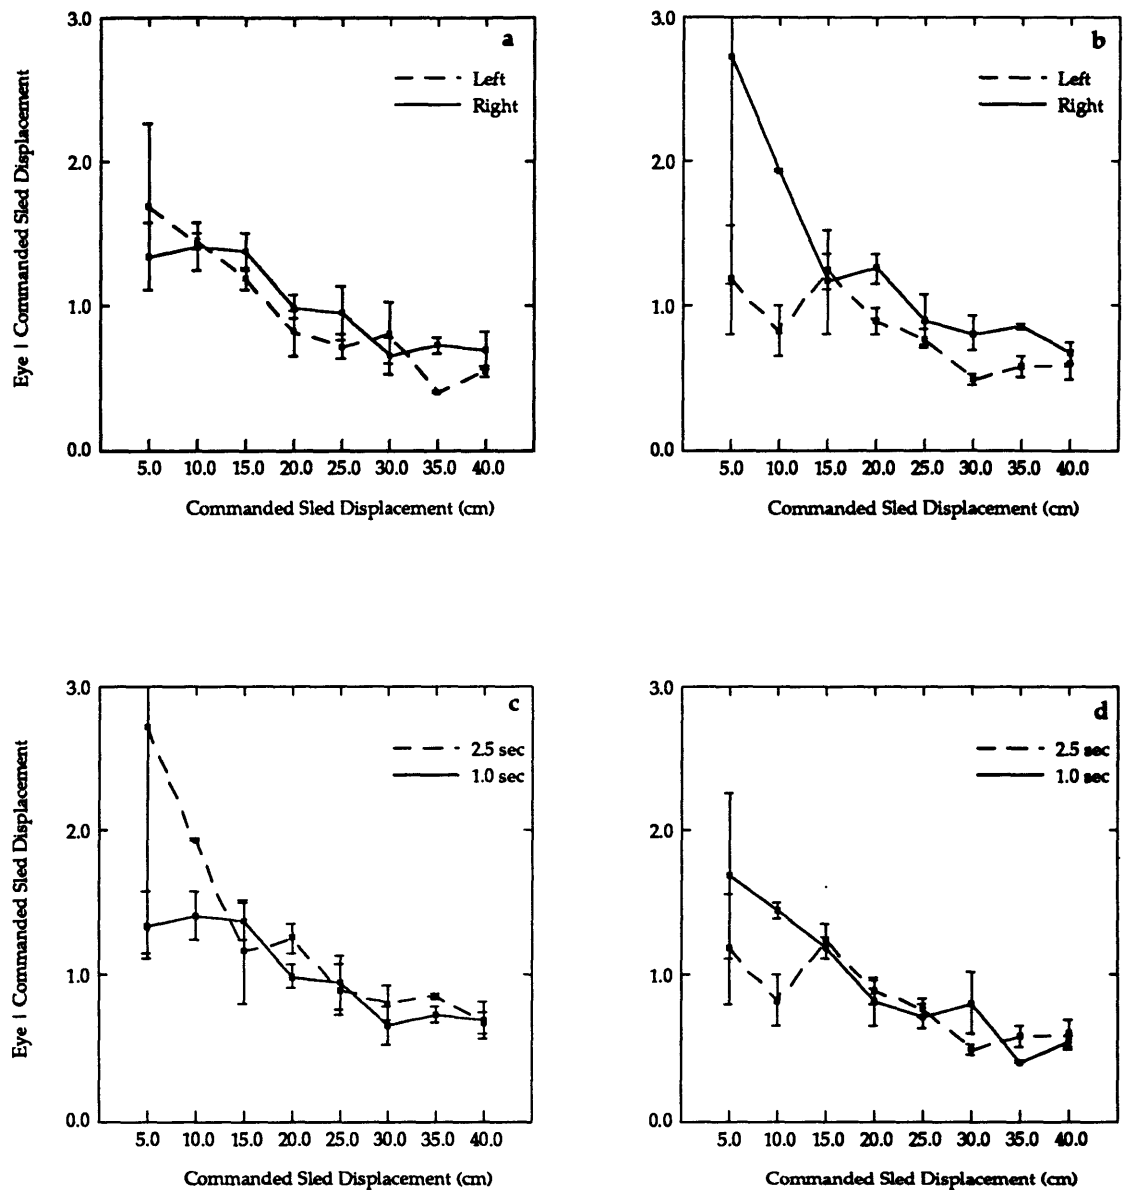 a
Left
Right
3.0
2.0
1.0
0.0
5.0 10.0 15.0 20.0 25.0 30.0 35.0 40.0
Eye | Commanded Sled Displacement
Commanded Sled Displacement (cm)
b
Left
Right
3.0
2.0
1.0
0.0
5.0 10.0 15.0 20.0 25.0 30.0 35.0 40.0
Commanded Sled Displacement (cm)
c
2.5 sec
1.0 sec
3.0
2.0
1.0
0.0
5.0 10.0 15.0 20.0 25.0 30.0 35.0 40.0
Eye | Commanded Sled Displacement
Commanded Sled Displacement (cm)
d
2.5 sec
1.0 sec
3.0
2.0
1.0
0.0
5.0 10.0 15.0 20.0 25.0 30.0 35.0 40.0
Commanded Sled Displacement (cm)